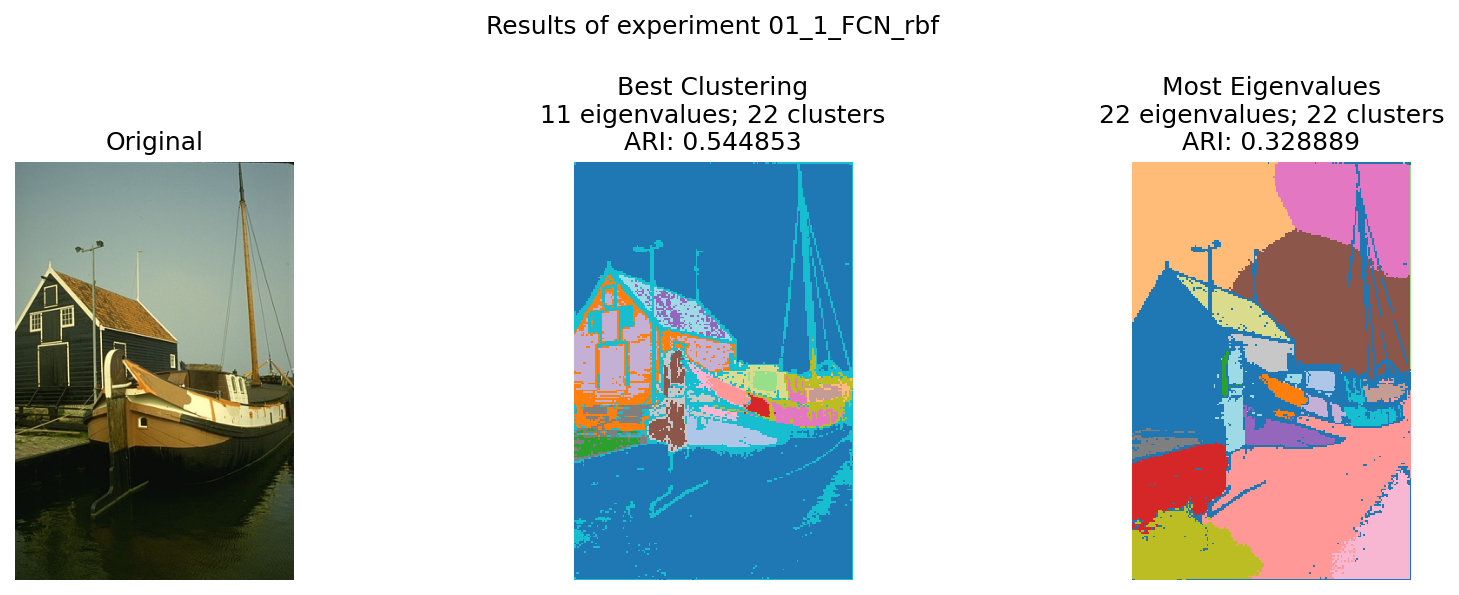 Results of experiment 01_1_FCN_rbf
Original
Best Clustering
11 eigenvalues; 22 clusters
ARI: 0.544853
Most Eigenvalues
22 eigenvalues; 22 clusters
ARI: 0.328889